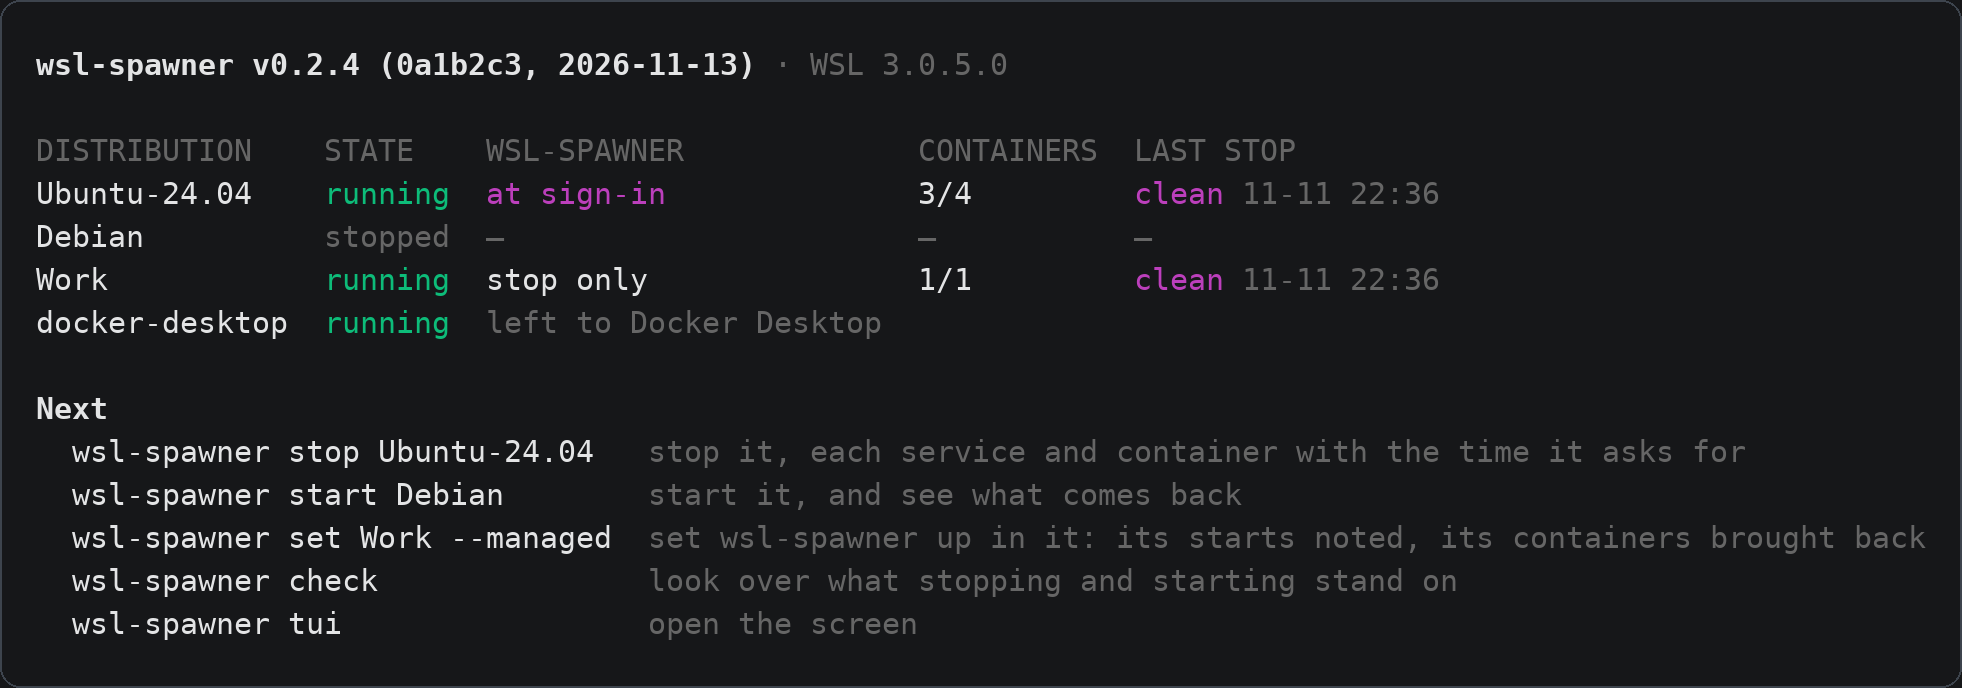 wsl-spawner v0.2.4 (0a1b2c3, 2026-11-13) · WSL 3.0.5.0
DISTRIBUTION STATE WSL-SPAWNER CONTAINERS LAST STOP
Ubuntu-24.04 running at sign-in 3/4 clean 11-11 22:36
Debian stopped — — —
Work running stop only 1/1 clean 11-11 22:36
docker-desktop running left to Docker Desktop
Next
wsl-spawner stop Ubuntu-24.04 stop it, each service and container with the time it asks for
wsl-spawner start Debian start it, and see what comes back
wsl-spawner set Work --managed set wsl-spawner up in it: its starts noted, its containers brought back
wsl-spawner check look over what stopping and starting stand on
wsl-spawner tui open the screen